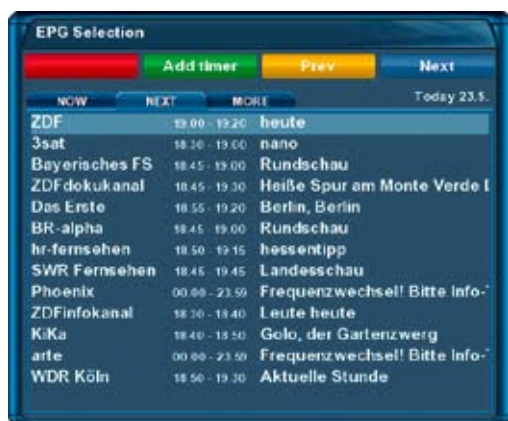 EPG Selection
Add timer Prev Next
NOW NEXT MORE Today 23.5.
ZDF 19.00 - 19.20 heute
3sat 18.30 - 19.00 nano
Bayerisches FS 18.45 - 19.00 Rundschau
ZDFdokukanal 18.45 - 19.30 Heiße Spur am Monte Verde
Das Erste 18.55 - 19.20 Berlin, Berlin
BR-alpha 18.45 19.00 Rundschau
hr-fernsehen 18.50 19.15 hessentipp
SWR Fernsehen 18.45 19.45 Landesschau
Phoenix 00.00 - 23.59 Frequenzwechsel! Bitte Info-
ZDFinfokanal 18.30 - 18.40 Leute heute
KiKa 18.40 - 18.50 Golo, der Gartenzwerg
arte 00.00 - 23.59 Frequenzwechsel! Bitte Info-
WDR Köln 18.50 - 19.30 Aktuelle Stunde